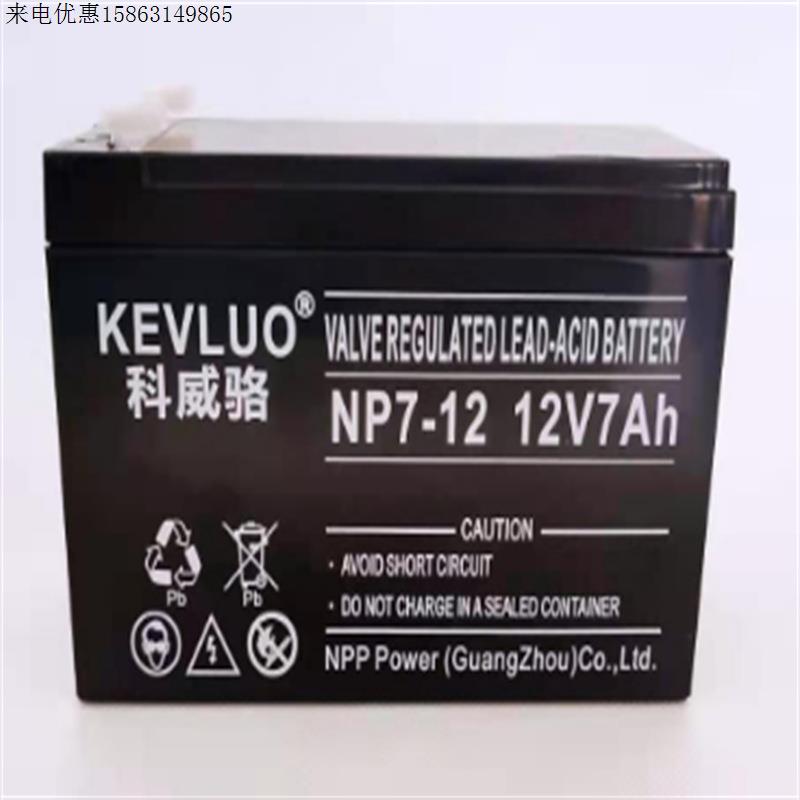 来电优惠15863149865
KEVLUO®
科威骆
VALVE REGULATED LEAD-ACID BATTERY
NP7-12 12V7Ah
CAUTION
· AVOID SHORT CIRCUIT
· DO NOT CHARGE IN A SEALED CONTAINER
Pb Pb
NPP Power (GuangZhou)Co.,Ltd.